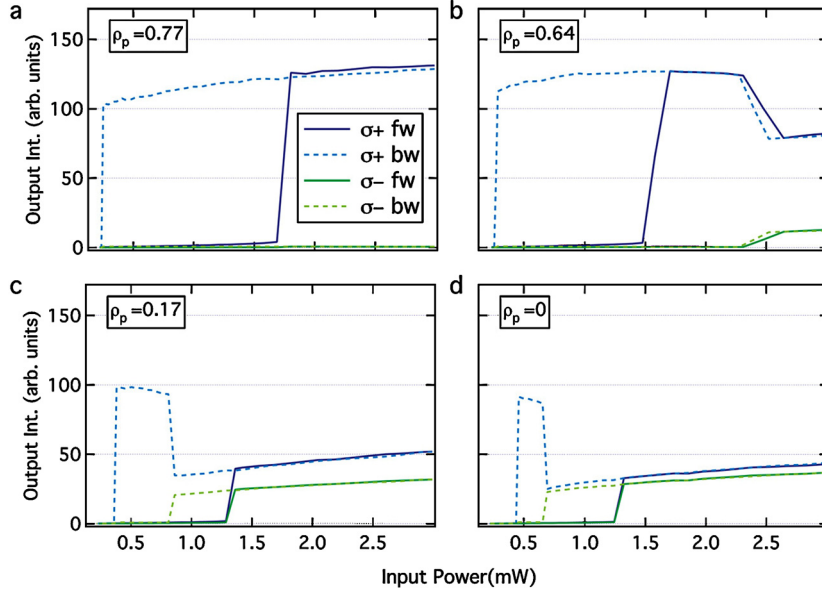 a
ρp=0.77
b
ρp=0.64
Output Int. (arb. units)
150
100
50
0
σ+ fw
σ+ bw
σ− fw
σ− bw
c
ρp=0.17
d
ρp=0
Output Int. (arb. units)
150
100
50
0
0.5 1.0 1.5 2.0 2.5
0.5 1.0 1.5 2.0 2.5
Input Power(mW)